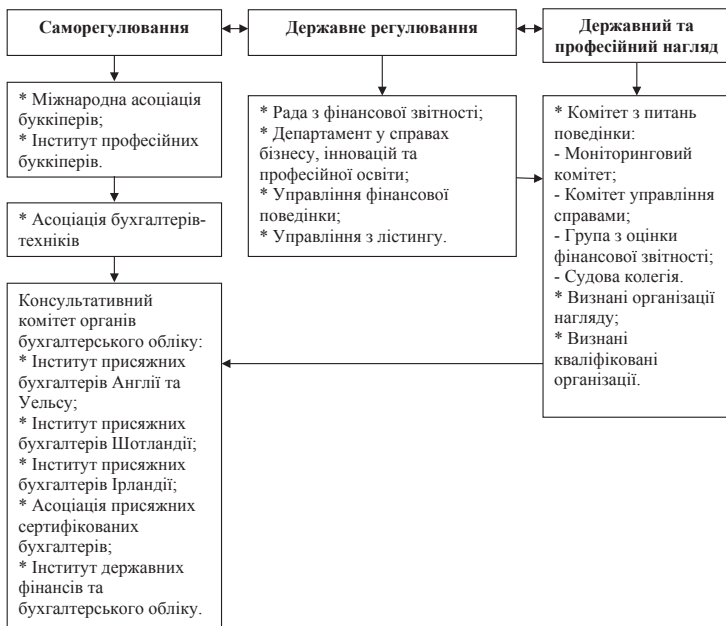 Саморегулювання
Державне регулювання
Державний та
професійний нагляд
* Міжнародна асоціація
буккіперів;
* Інститут професійних
буккіперів.
* Асоціація бухгалтерів-
техніків
Консультативний
комітет органів
бухгалтерського обліку:
* Інститут присяжних
бухгалтерів Англії та
Уельсу;
* Інститут присяжних
бухгалтерів Шотландії;
* Інститут присяжних
бухгалтерів Ірландії;
* Асоціація присяжних
сертифікованих
бухгалтерів;
* Інститут державних
фінансів та
бухгалтерського обліку.
* Рада з фінансової звітності;
* Департамент у справах
бізнесу, інновацій та
професійної освіти;
* Управління фінансової
поведінки;
* Управління з лістингу.
* Комітет з питань
поведінки:
- Моніторинговий
комітет;
- Комітет управління
справами;
- Група з оцінки
фінансової звітності;
- Судова колегія.
* Визнані організації
нагляду;
* Визнані
кваліфіковані
організації.